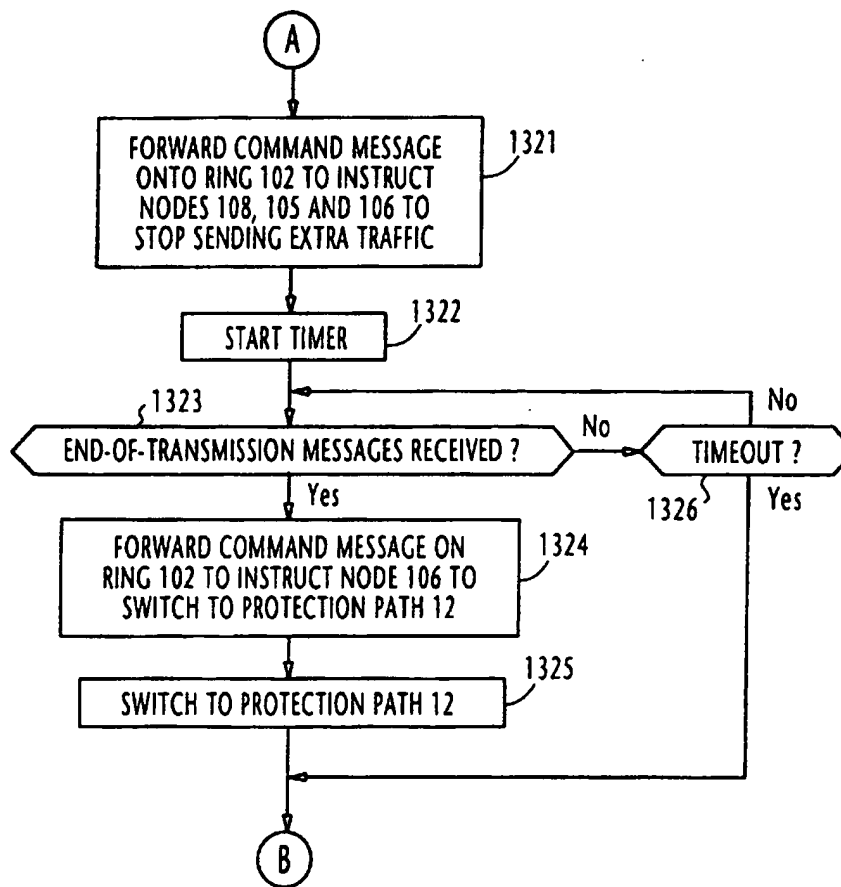 A
FORWARD COMMAND MESSAGE
ONTO RING 102 TO INSTRUCT
NODES 108, 105 AND 106 TO
STOP SENDING EXTRA TRAFFIC
1321
START TIMER
1322
1323
END-OF-TRANSMISSION MESSAGES RECEIVED ?
No
TIMEOUT ?
No
1326
Yes
Yes
FORWARD COMMAND MESSAGE ON
RING 102 TO INSTRUCT NODE 106 TO
SWITCH TO PROTECTION PATH 12
1324
SWITCH TO PROTECTION PATH 12
1325
B